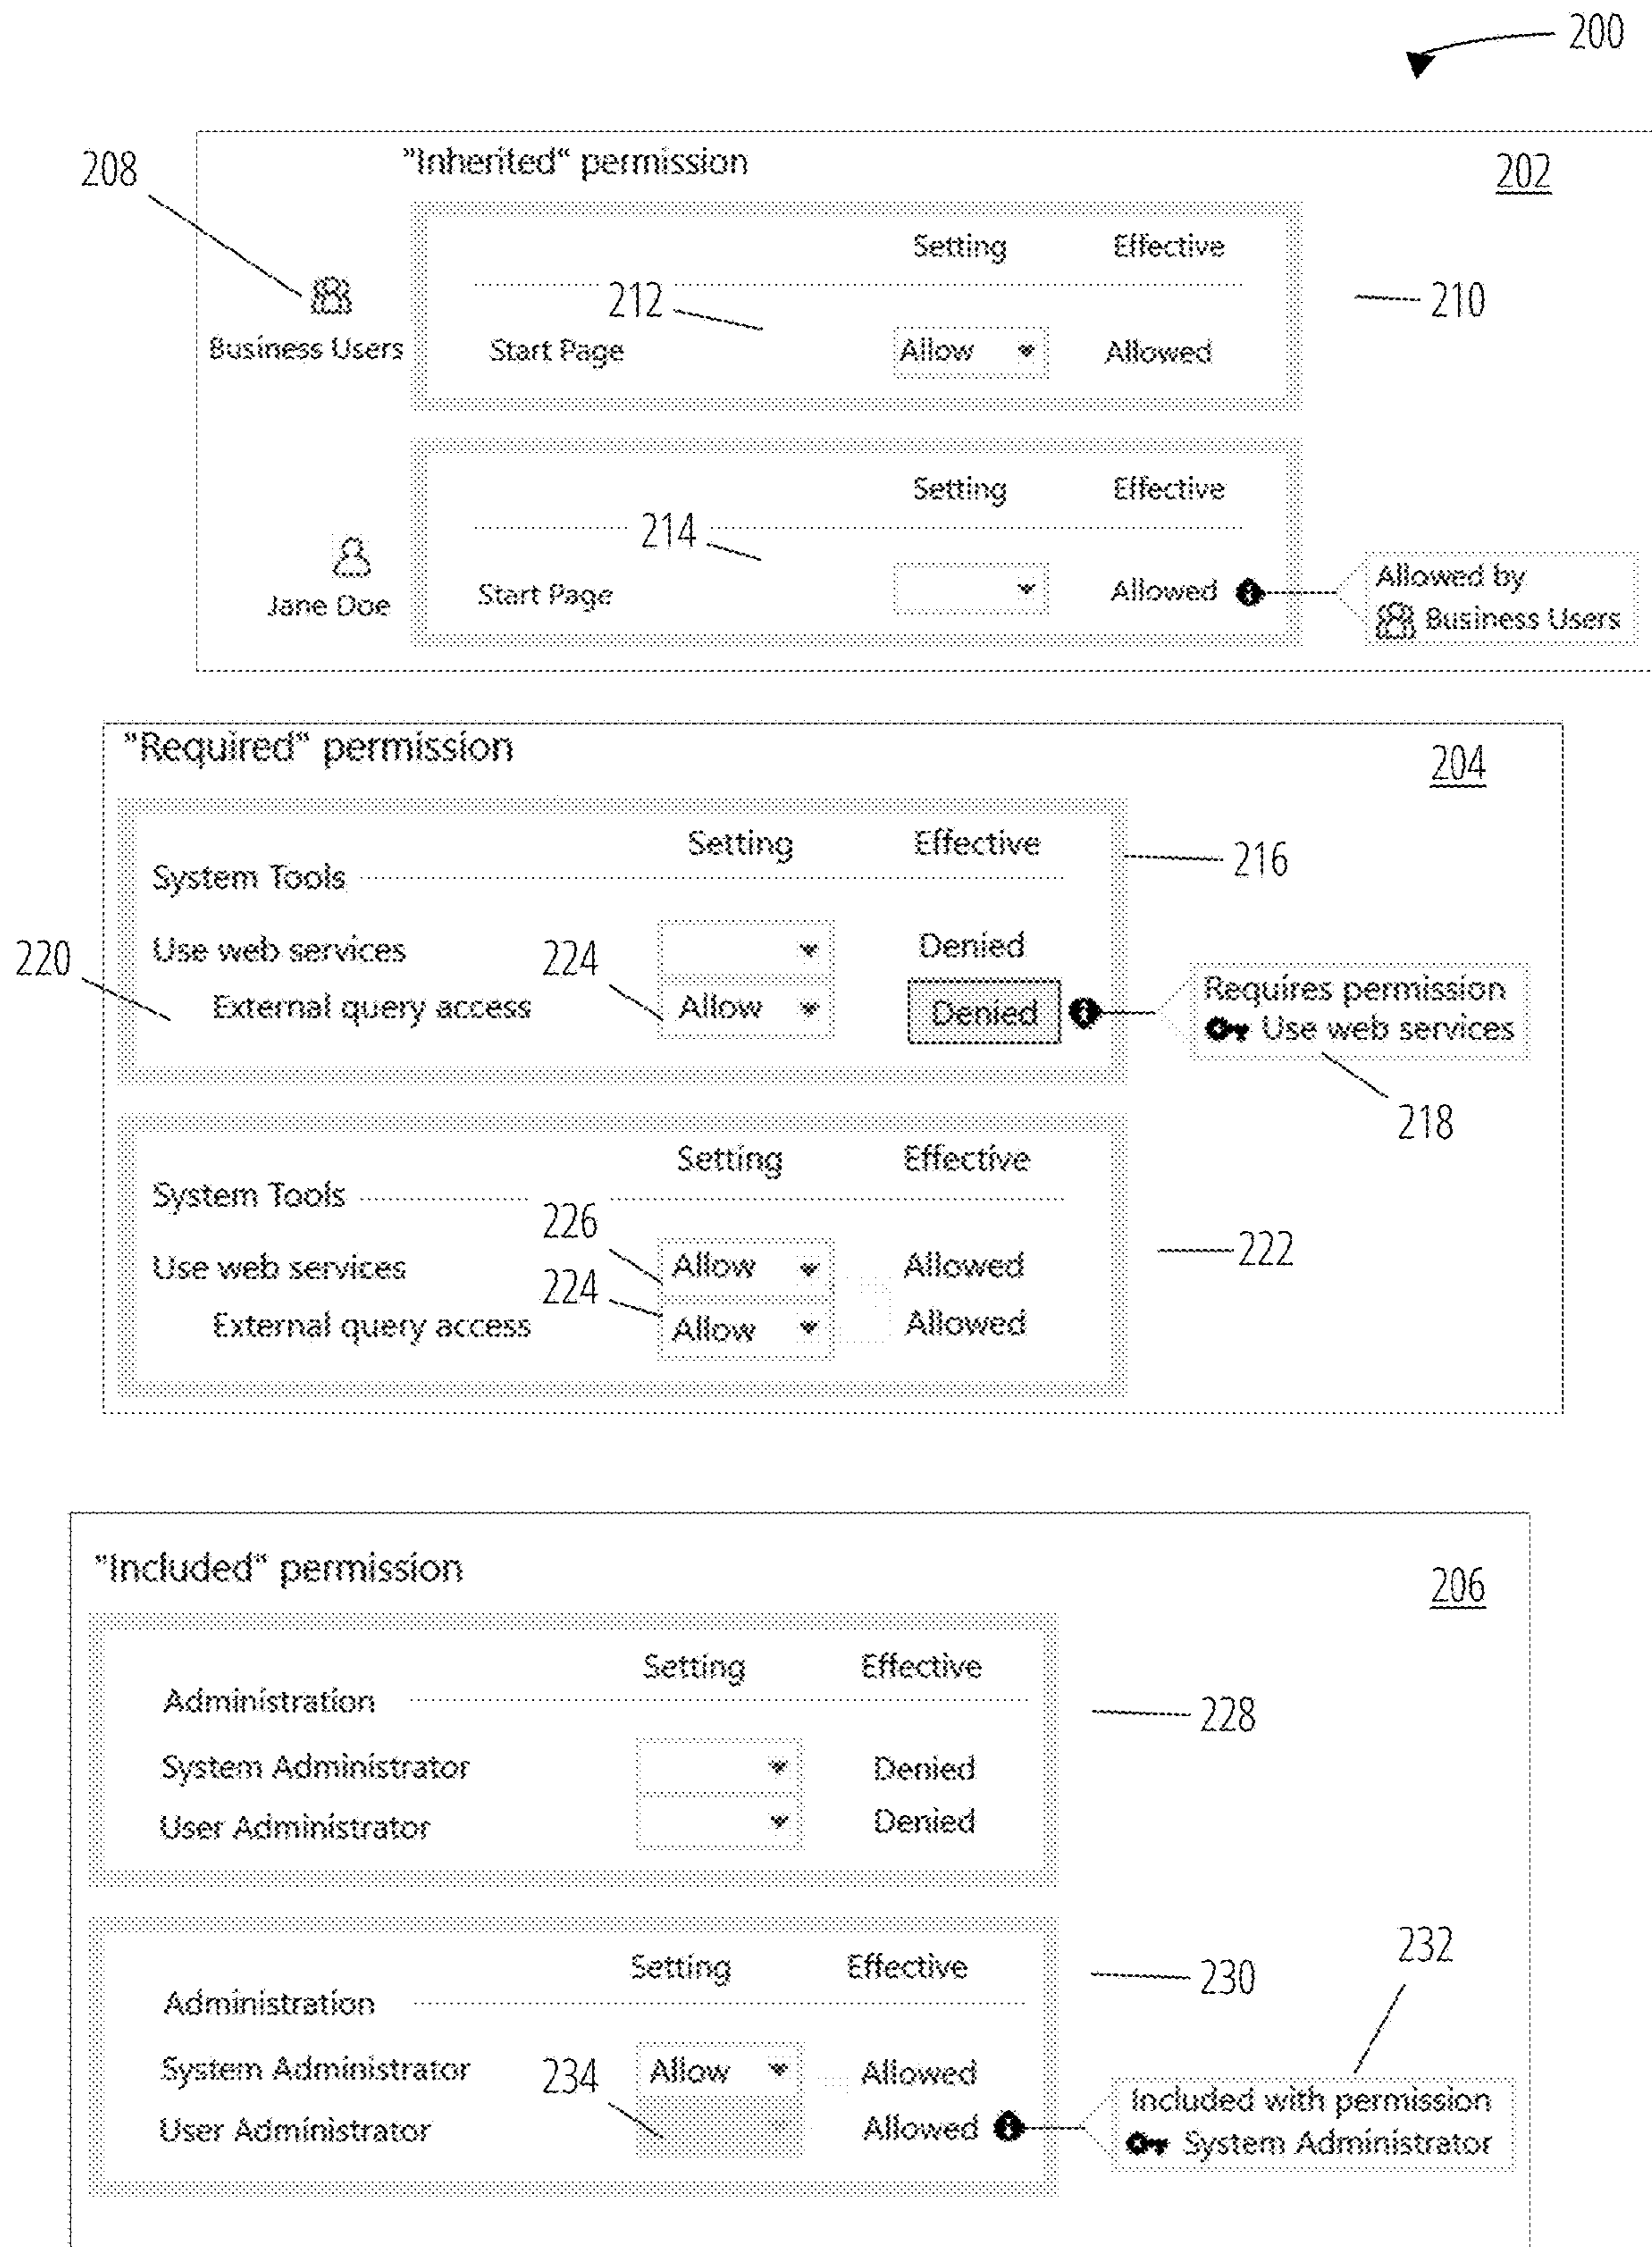 200
"Inherited" permission
202
208
Setting Effective
212
210
Business Users
Start Page Allow Allowed
Setting Effective
214
Jane Doe
Start Page Allowed
Allowed by
Business Users
"Required" permission
204
Setting Effective
216
System Tools
Use web services Denied
220
224
External query access Allow Denied
Requires permission
Use web services
218
Setting Effective
System Tools
226
222
Use web services Allow Allowed
224
External query access Allow Allowed
"Included" permission
206
Setting Effective
Administration
228
System Administrator Denied
User Administrator Denied
232
Setting Effective
230
Administration
System Administrator Allow Allowed
234
User Administrator Allowed
Included with permission
System Administrator